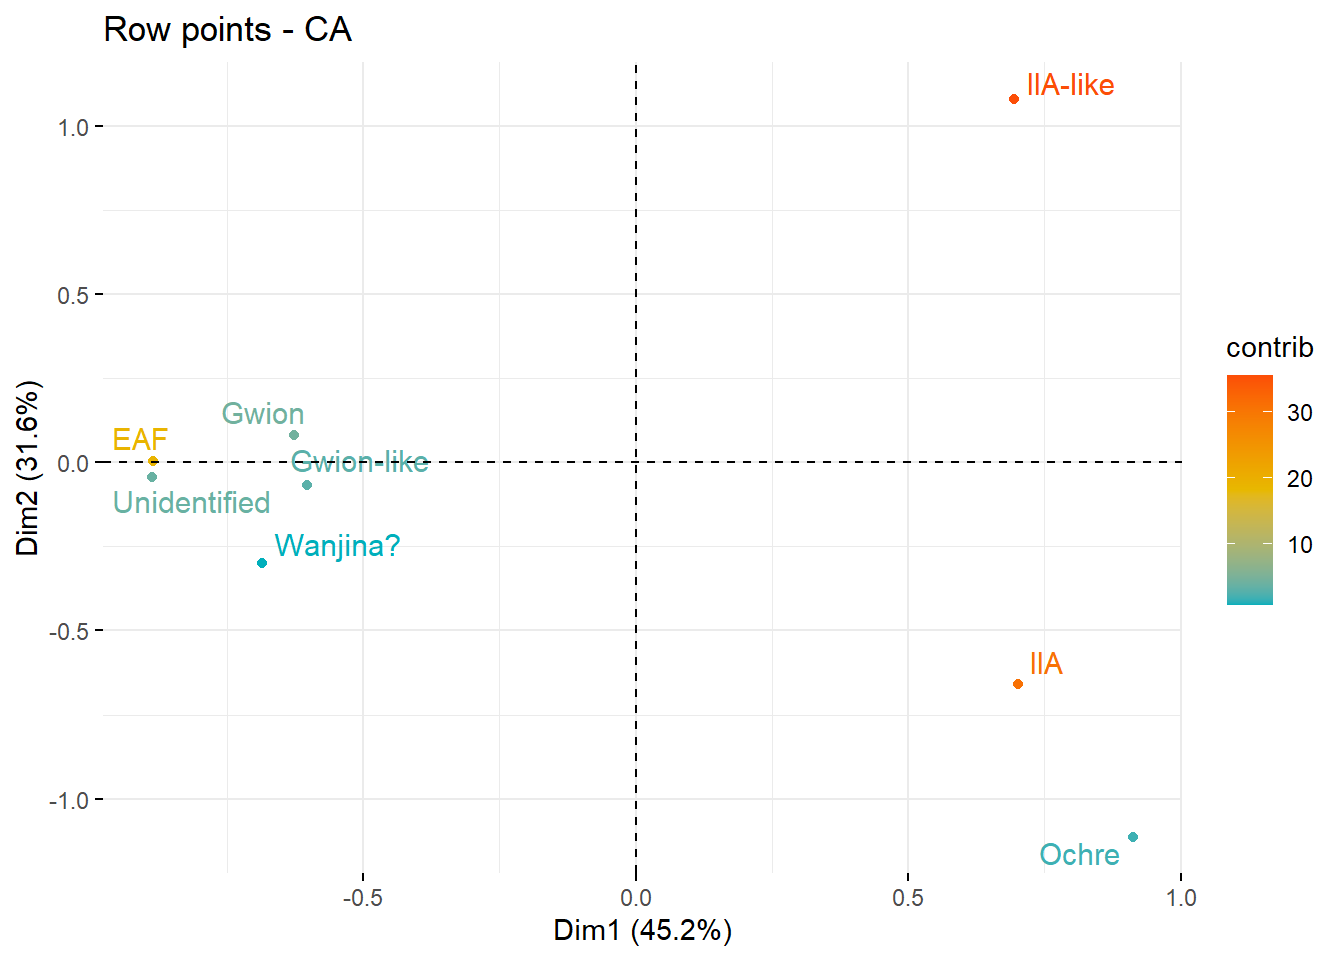 Row points - CA
IIA-like
1.0
0.5
contrib
30
20
10
Gwion
EAF
Gwion-like
0.0
Unidentified
Wanjina?
Dim2 (31.6%)
-0.5
IIA
-1.0
Ochre
-0.5
0.0
0.5
1.0
Dim1 (45.2%)